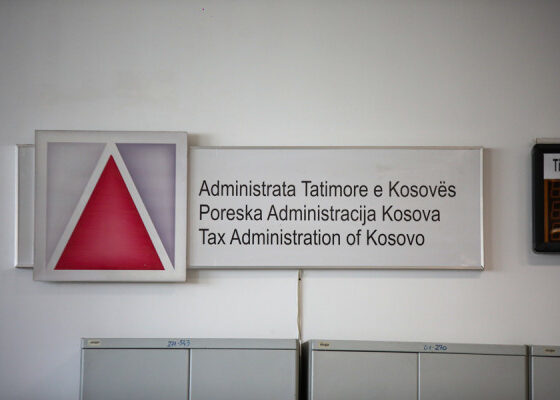 Administrata Tatimore e Kosovës
Poreska Administracija Kosova
Tax Administration of Kosovo